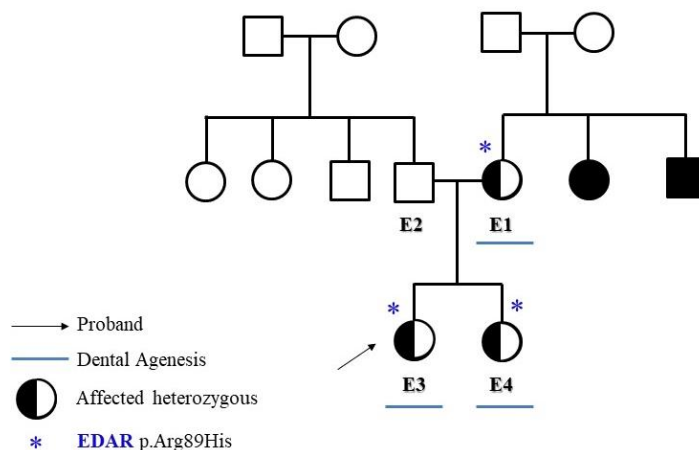 *
E2
E1
*
*
E3
E4
Proband
Dental Agenesis
Affected heterozygous
* EDAR p.Arg89His